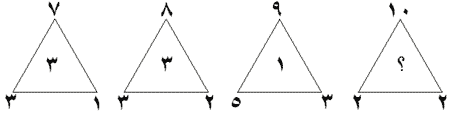 ٧ ٨ ٩ ١٠
٣ ٣ ١ ؟
٣ ١ ٣ ٢ ٥ ٣ ٢ ٢